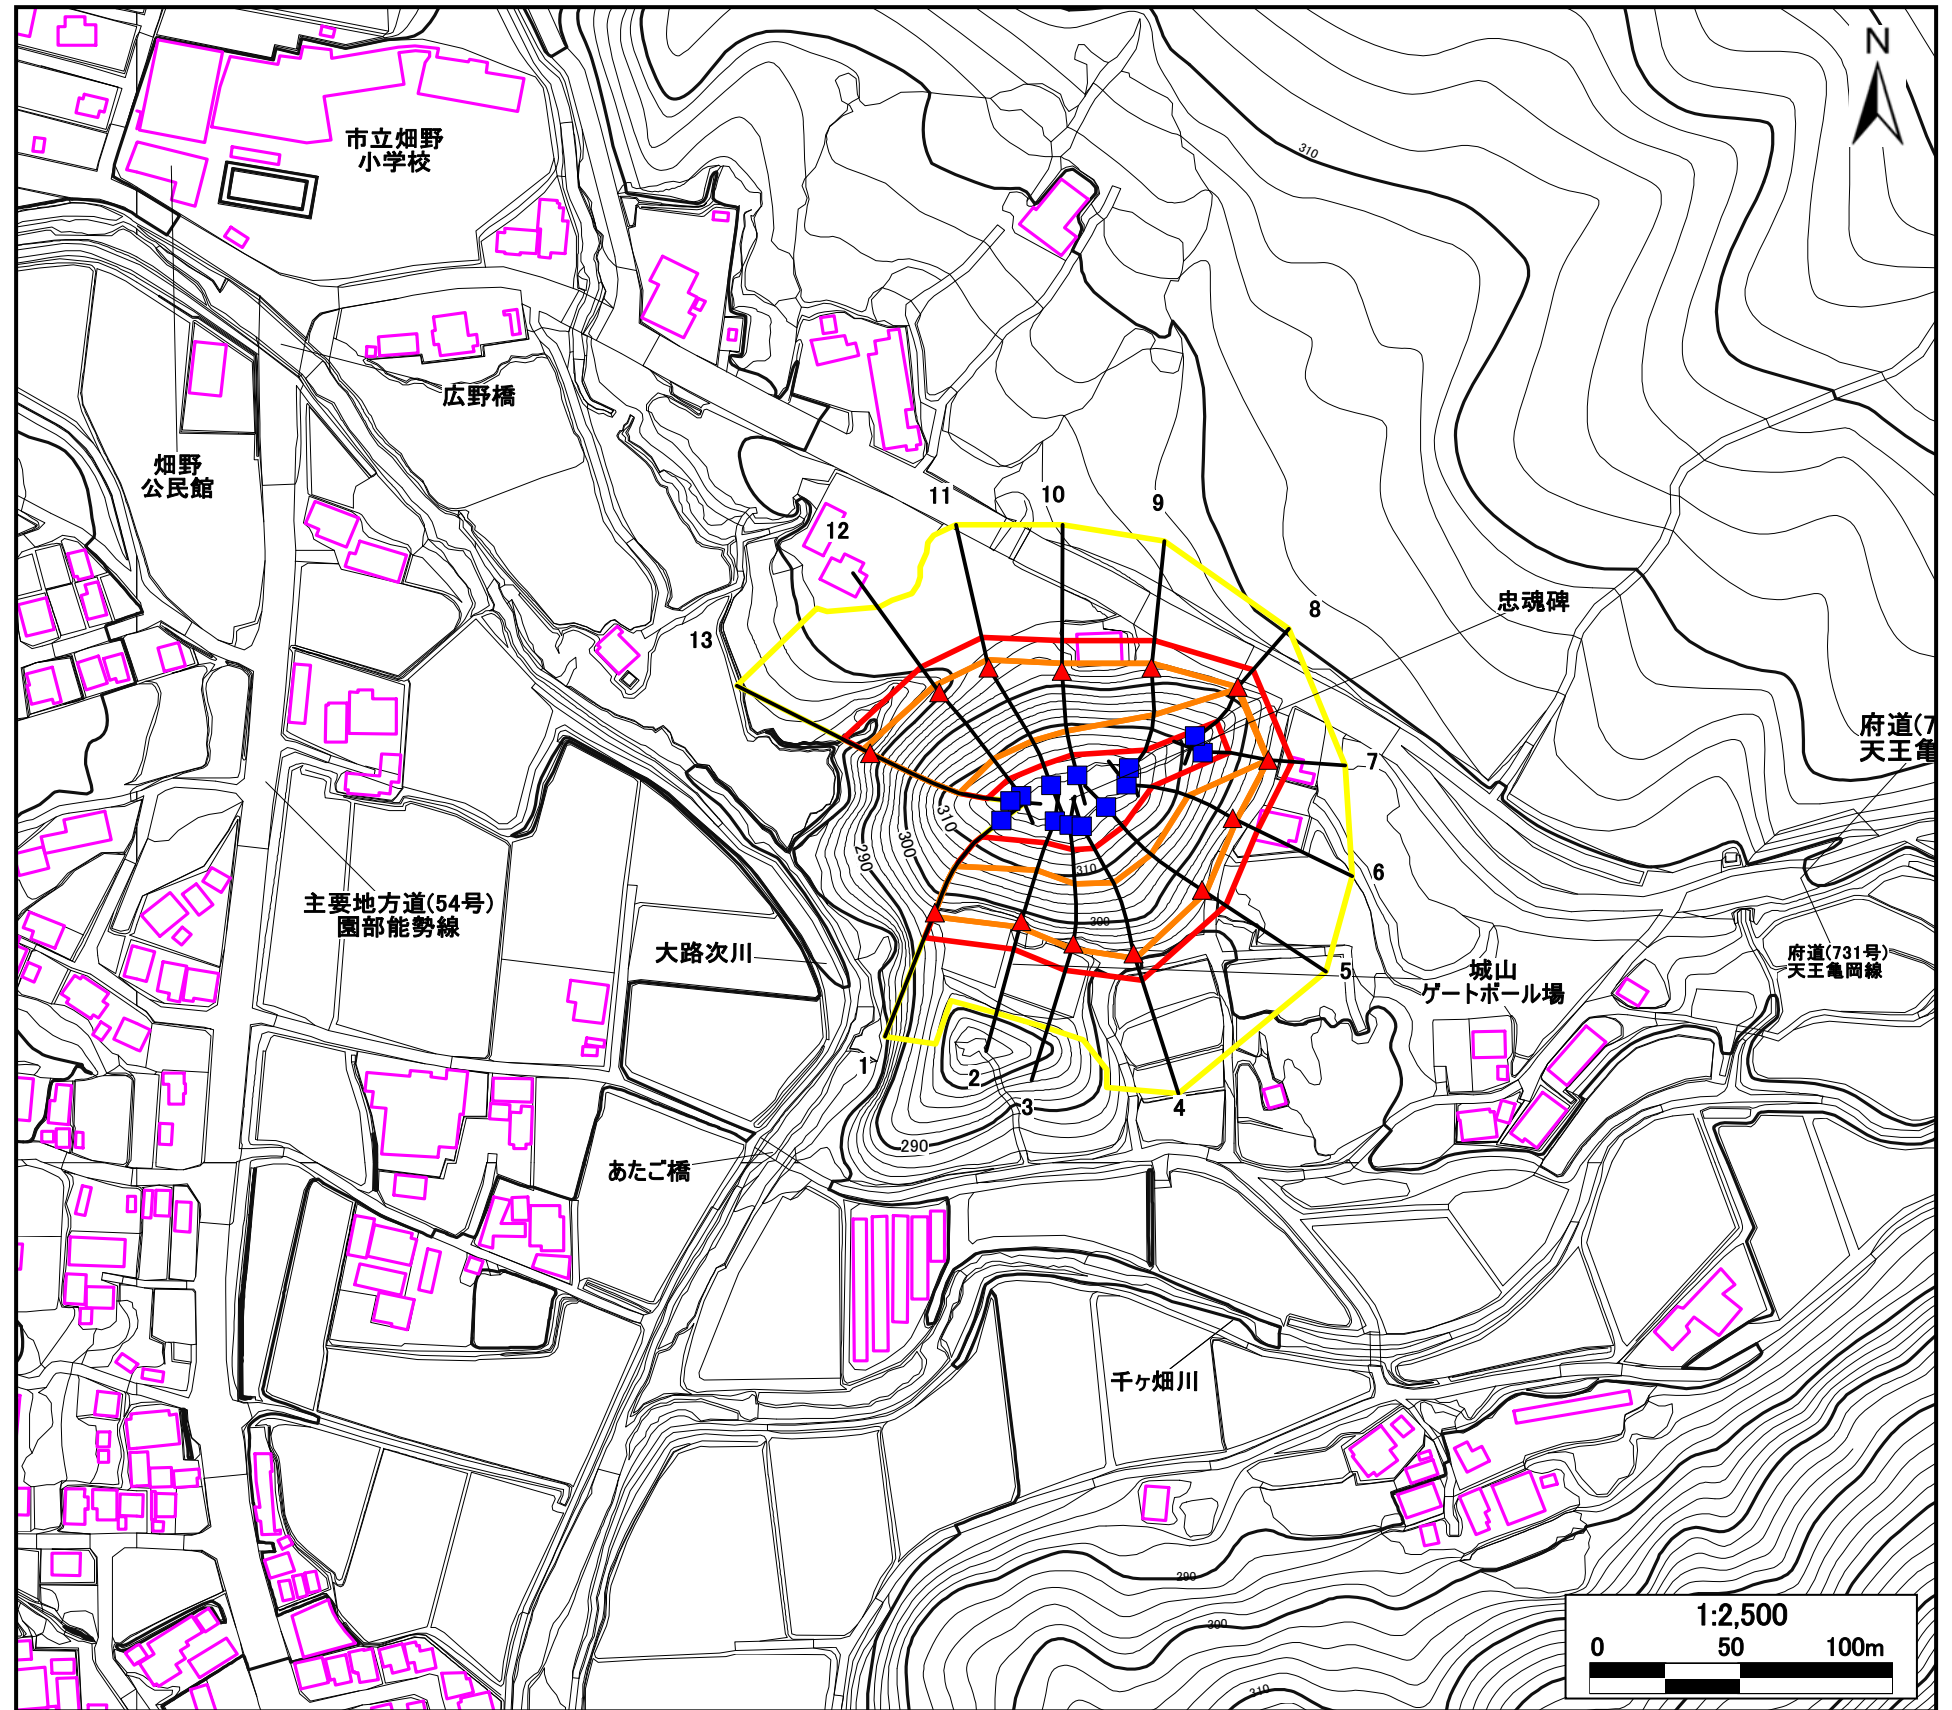 N
310
市立畑野
小学校
広野橋
畑野
公民館
11
10
9
12
8
忠魂碑
13
府道(7
天王亀
7
310
300
290
310
6
300
主要地方道(54号)
園部能勢線
大路次川
5
城山
ゲートボール場
府道(731号)
天王亀岡線
1
2
3
4
290
あたご橋
千ヶ畑川
290
300
310
1:2,500
0 50 100m